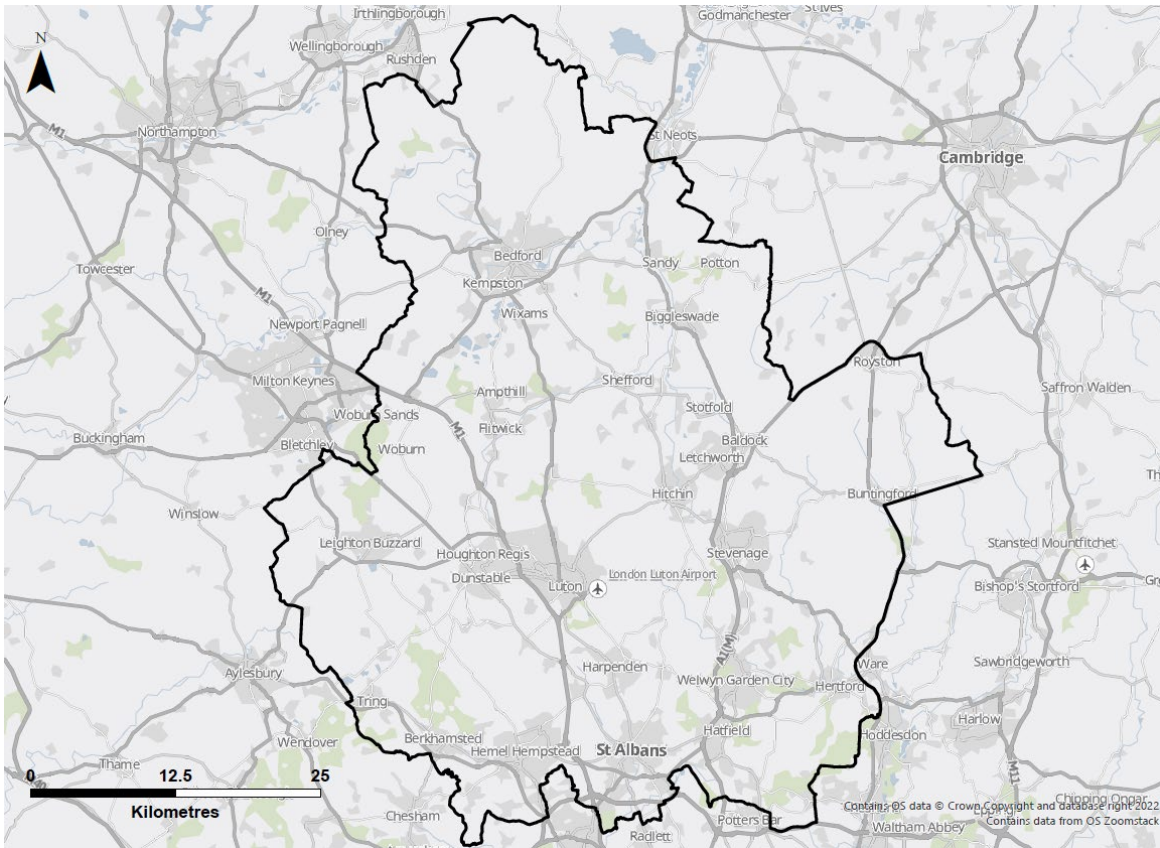 Irthlingborough
Godmanchester
St Ives
Wellingborough
Rushden
N
M1
Northampton
St Neots
Cambridge
Olney
Bedford
Towcester
Sandy
Potton
M1
Kempston
Wixams
Biggleswade
Newport Pagnell
Royston
Milton Keynes
Ampthill
Shefford
Saffron Walden
Woburn Sands
Stotfold
Buckingham
Flitwick
M1
Bletchley
Woburn
Baldock
Letchworth
Hitchin
Buntingford
Winslow
Leighton Buzzard
Houghton Regis
Stevenage
Stansted Mountfitchet
Dunstable
Luton
London Luton Airport
Bishop's Stortford
Aylesbury
Harpenden
A1(M)
Ware
Sawbridgeworth
Tring
Welwyn Garden City
Hertford
Harlow
Wendover
Berkhamsted
Hemel Hempstead
St Albans
Hatfield
Hoddesdon
Thame
M11
0 12.5 25
Kilometres
Chesham
Radlett
Potters Bar
Waltham Abbey
Epping
Chipping Ongar
Contains OS data © Crown Copyright and database right 2022
Contains data from OS Zoomstack